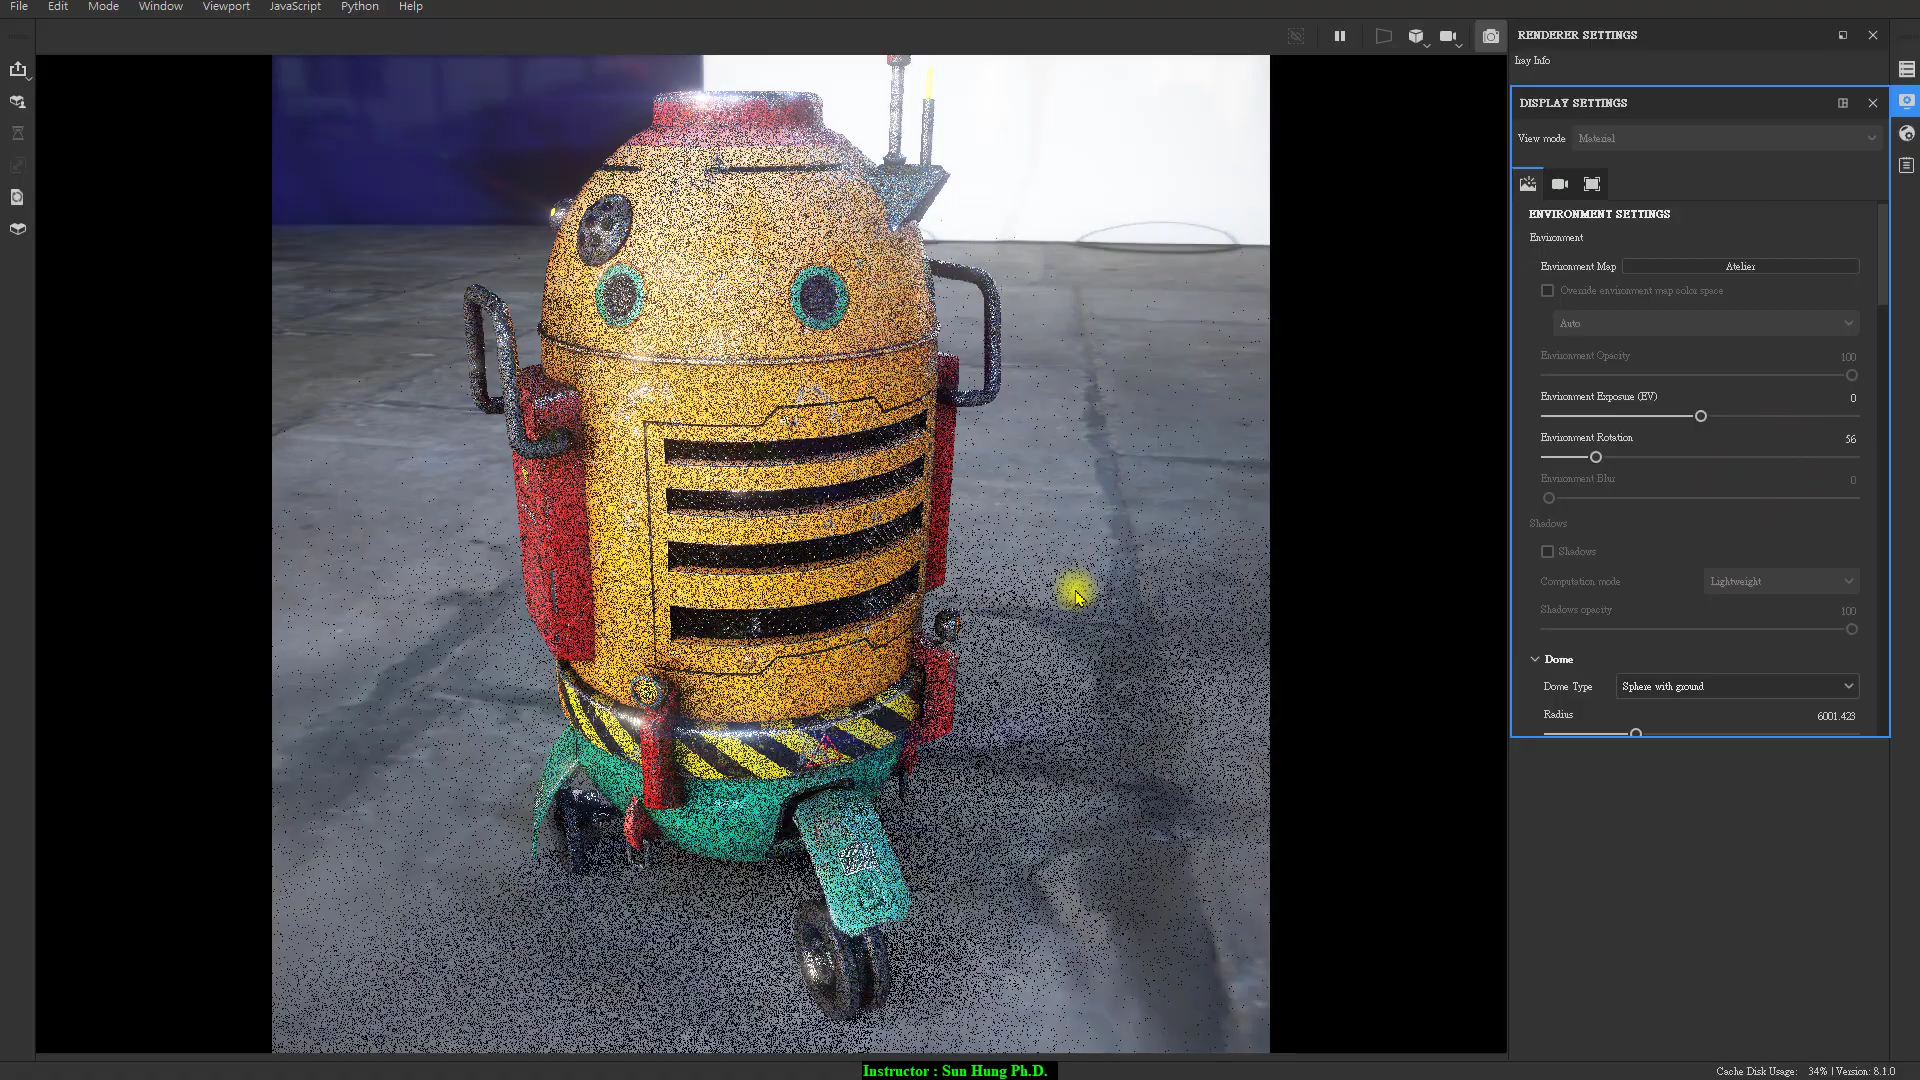 File Edit Mode Window Viewport JavaScript Python Help
RENDERER SETTINGS
Iray Info
DISPLAY SETTINGS
View mode Material
ENVIRONMENT SETTINGS
Environment
Environment Map Atelier
Override environment map color space
Auto
Environment Opacity 100
Environment Exposure (EV) 0
Environment Rotation 56
Environment Blur 0
Shadows
Shadows
Computation mode Lightweight
Shadows opacity 100
Dome
Dome Type Sphere with ground
Radius 6001.423
Instructor : Sun Hung Ph.D.
Cache Disk Usage: 34% | Version: 8.1.0